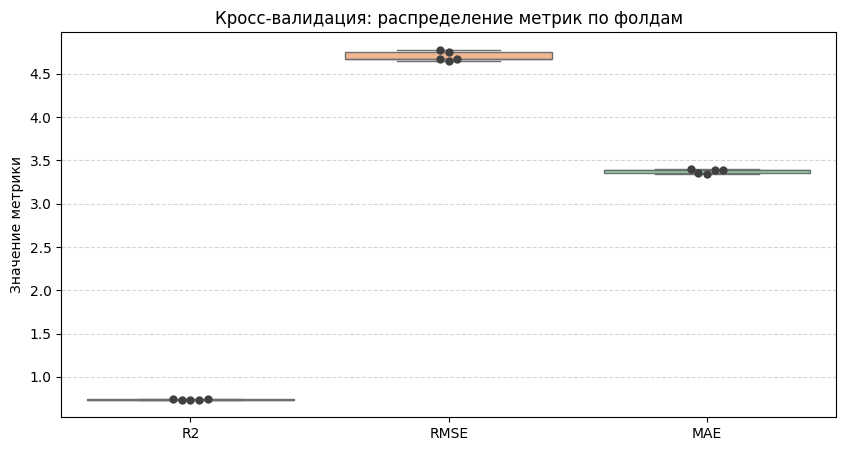 Кросс-валидация: распределение метрик по фолдам
Значение метрики
4.5
4.0
3.5
3.0
2.5
2.0
1.5
1.0
R2
RMSE
MAE